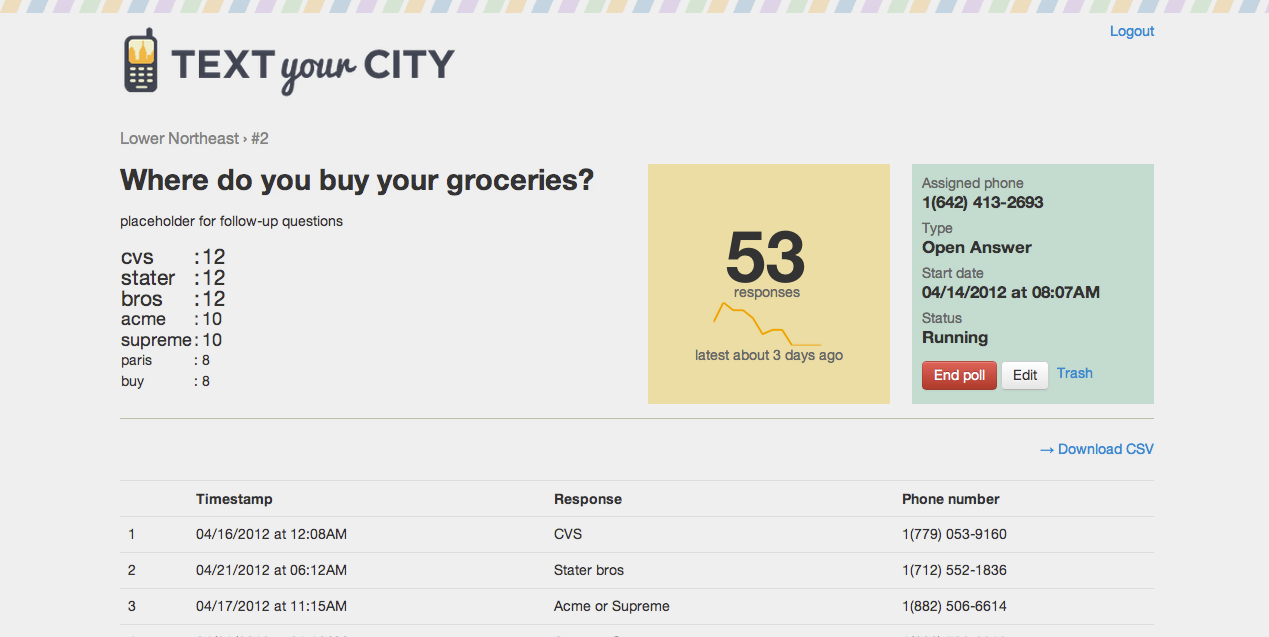 Logout
TEXT your CITY
Lower Northeast › #2
Where do you buy your groceries?
placeholder for follow-up questions
cvs : 12
stater : 12
bros : 12
acme : 10
supreme : 10
paris : 8
buy : 8
53
responses
latest about 3 days ago
Assigned phone
1(642) 413-2693
Type
Open Answer
Start date
04/14/2012 at 08:07AM
Status
Running
End poll Edit Trash
→ Download CSV
Timestamp Response Phone number
1 04/16/2012 at 12:08AM CVS 1(779) 053-9160
2 04/21/2012 at 06:12AM Stater bros 1(712) 552-1836
3 04/17/2012 at 11:15AM Acme or Supreme 1(882) 506-6614